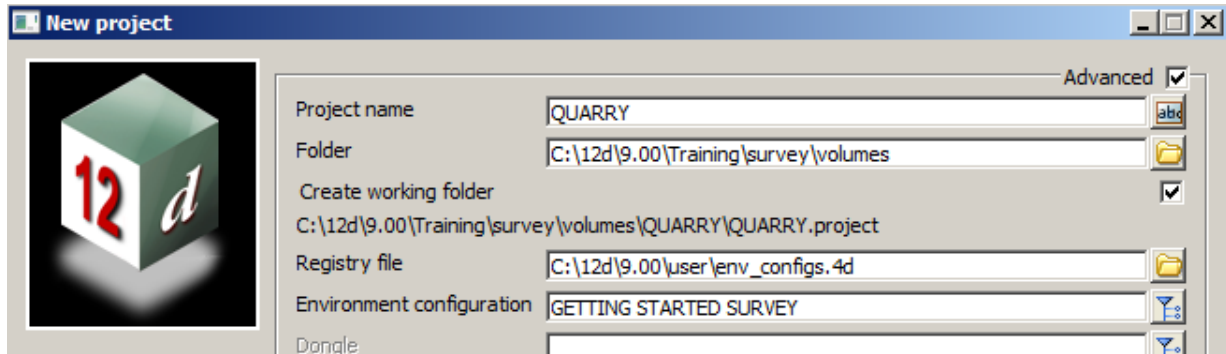 New project
Advanced
Project name QUARRY abc
Folder C:\12d\9.00\Training\survey\volumes
Create working folder
C:\12d\9.00\Training\survey\volumes\QUARRY\QUARRY.project
Registry file C:\12d\9.00\user\env_configs.4d
Environment configuration GETTING STARTED SURVEY
Dongle
12 d